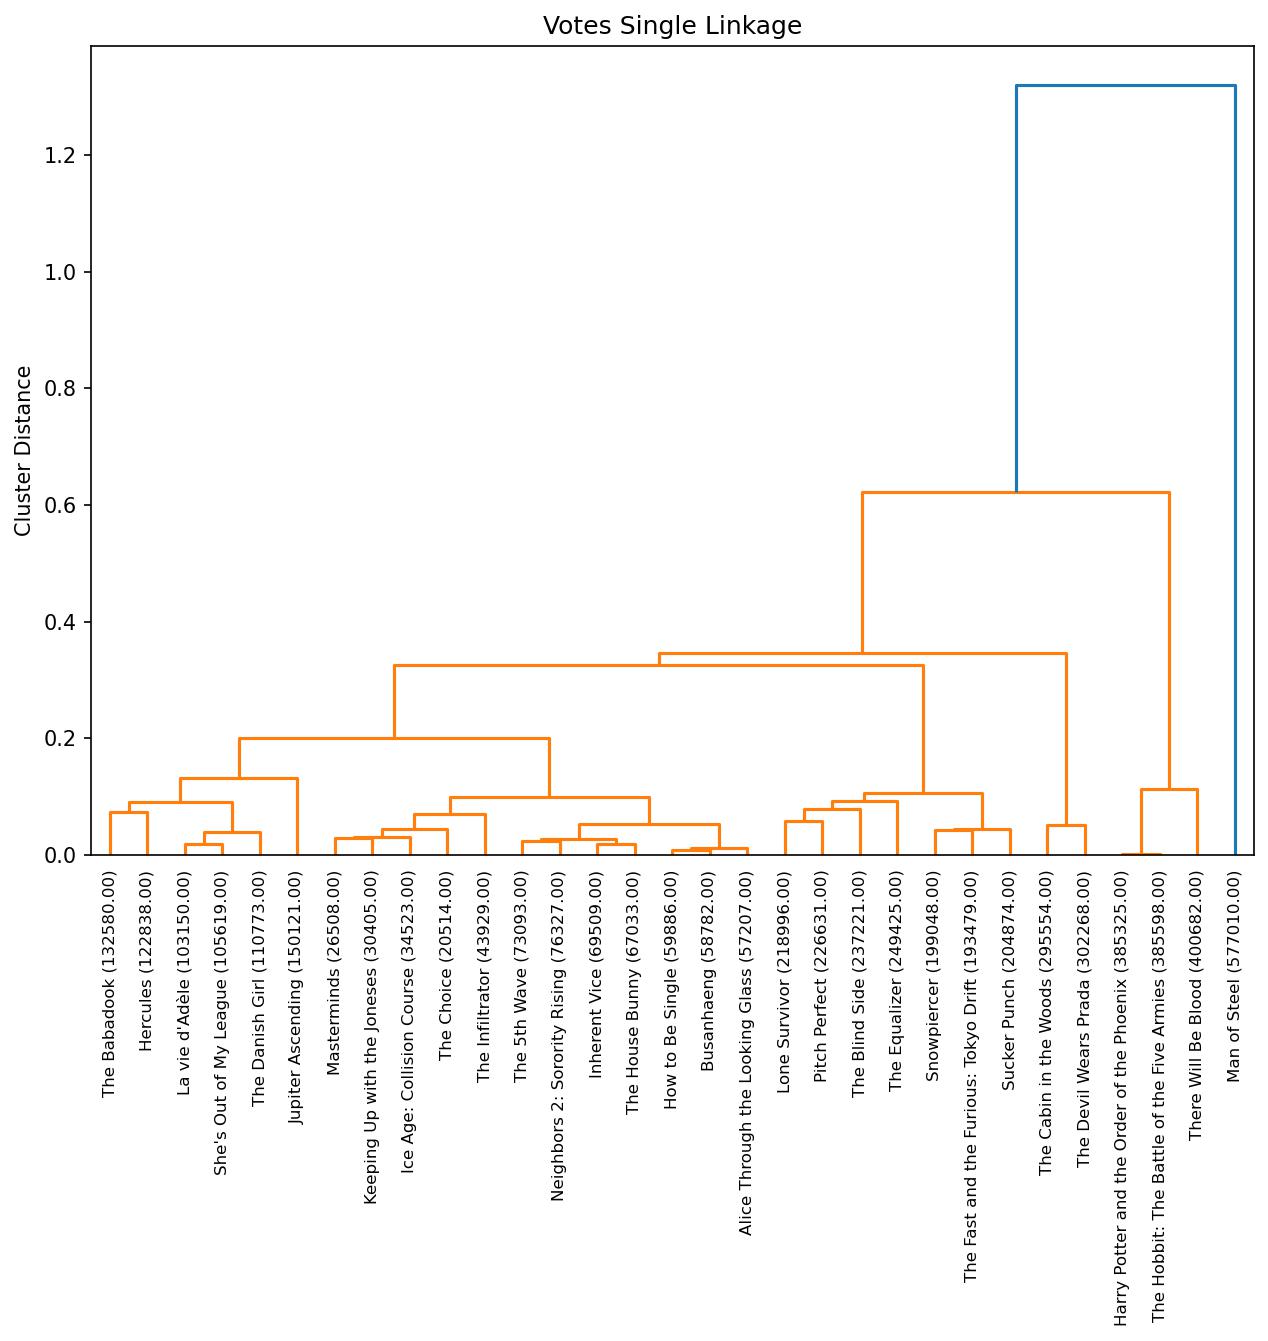 Votes Single Linkage
Cluster Distance
1.2
1.0
0.8
0.6
0.4
0.2
0.0
The Babadook (132580.00)
Hercules (122838.00)
La vie d'Adèle (103150.00)
She's Out of My League (105619.00)
The Danish Girl (110773.00)
Jupiter Ascending (150121.00)
Masterminds (26508.00)
Keeping Up with the Joneses (30405.00)
Ice Age: Collision Course (34523.00)
The Choice (20514.00)
The Infiltrator (43929.00)
The 5th Wave (73093.00)
Neighbors 2: Sorority Rising (76327.00)
Inherent Vice (69509.00)
The House Bunny (67033.00)
How to Be Single (59886.00)
Busanhaeng (58782.00)
Alice Through the Looking Glass (57207.00)
Lone Survivor (218996.00)
Pitch Perfect (226631.00)
The Blind Side (237221.00)
The Equalizer (249425.00)
Snowpiercer (199048.00)
The Fast and the Furious: Tokyo Drift (193479.00)
Sucker Punch (204874.00)
The Cabin in the Woods (295554.00)
The Devil Wears Prada (302268.00)
Harry Potter and the Order of the Phoenix (385325.00)
The Hobbit: The Battle of the Five Armies (385598.00)
There Will Be Blood (400682.00)
Man of Steel (577010.00)